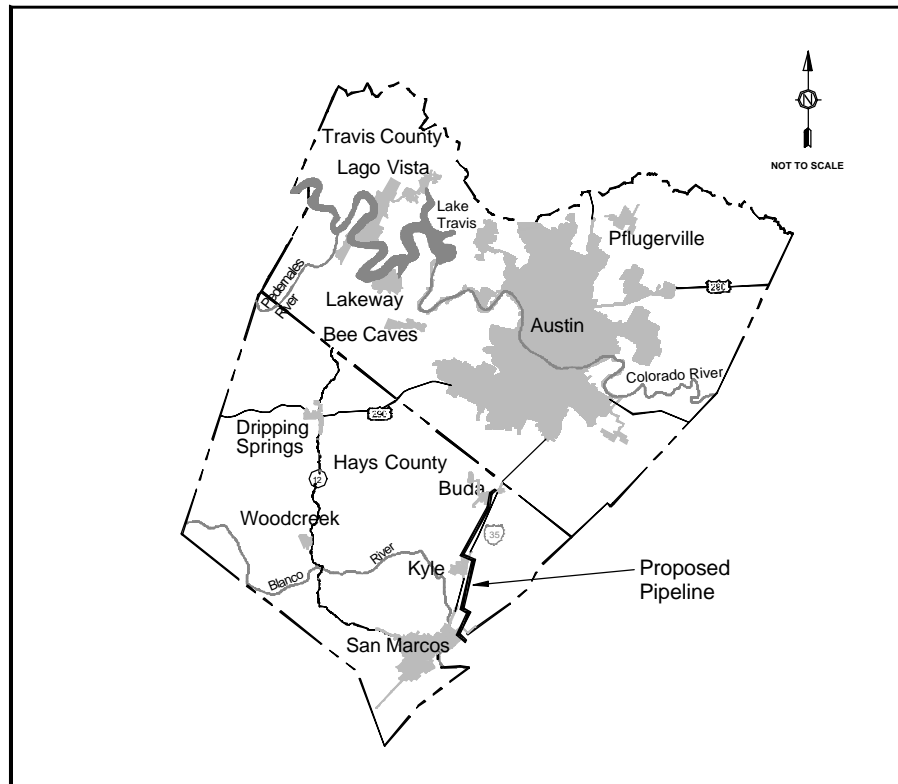 N
NOT TO SCALE
Travis County
Lago Vista
Lake
Travis
Pflugerville
Pedernales
River
290
Lakeway
Bee Caves
Austin
Colorado River
290
Dripping
Springs
Hays County
12
Buda
Woodcreek
35
River
Kyle
Blanco
Proposed
Pipeline
San Marcos